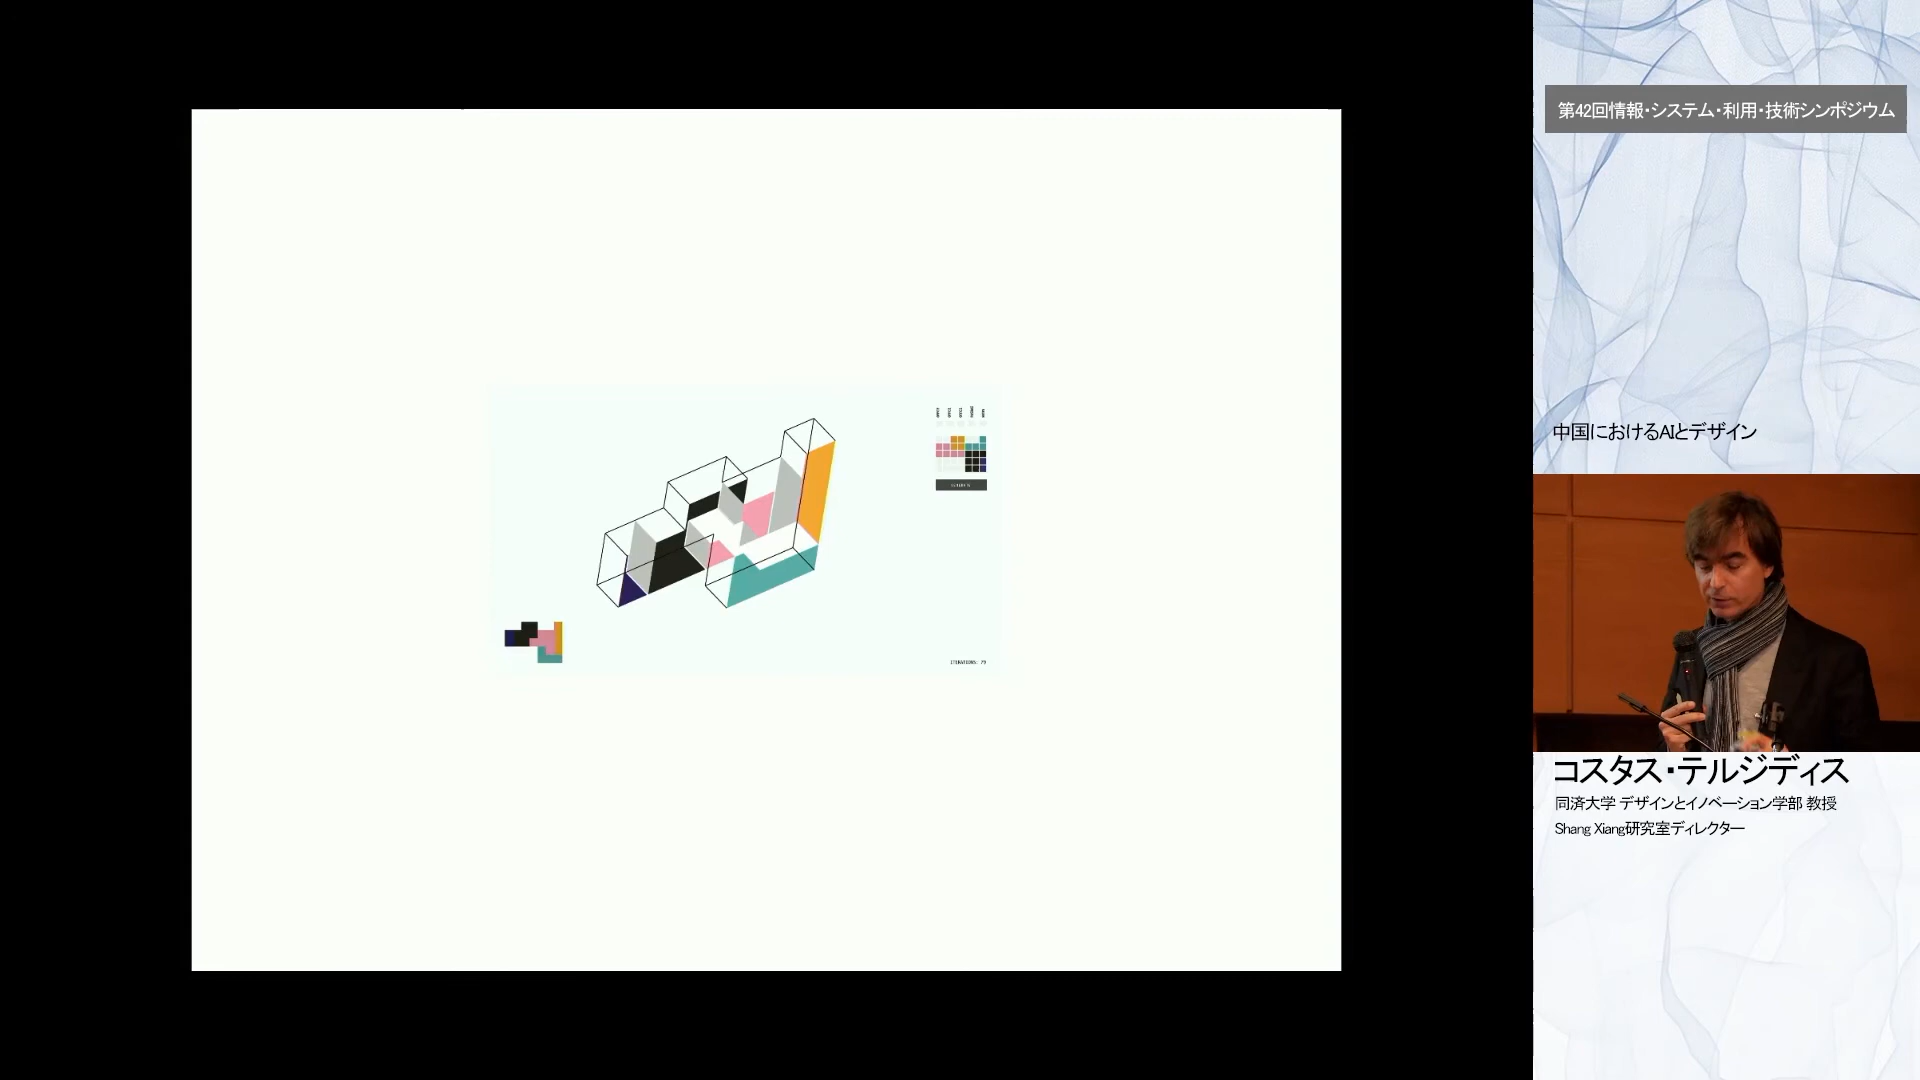 第42回情報・システム・利用・技術シンポジウム
中国におけるAIとデザイン
コスタス・テルジディス
同済大学 デザインとイノベーション学部 教授
Shang Xiang研究室ディレクター
ITERATIONS: 79